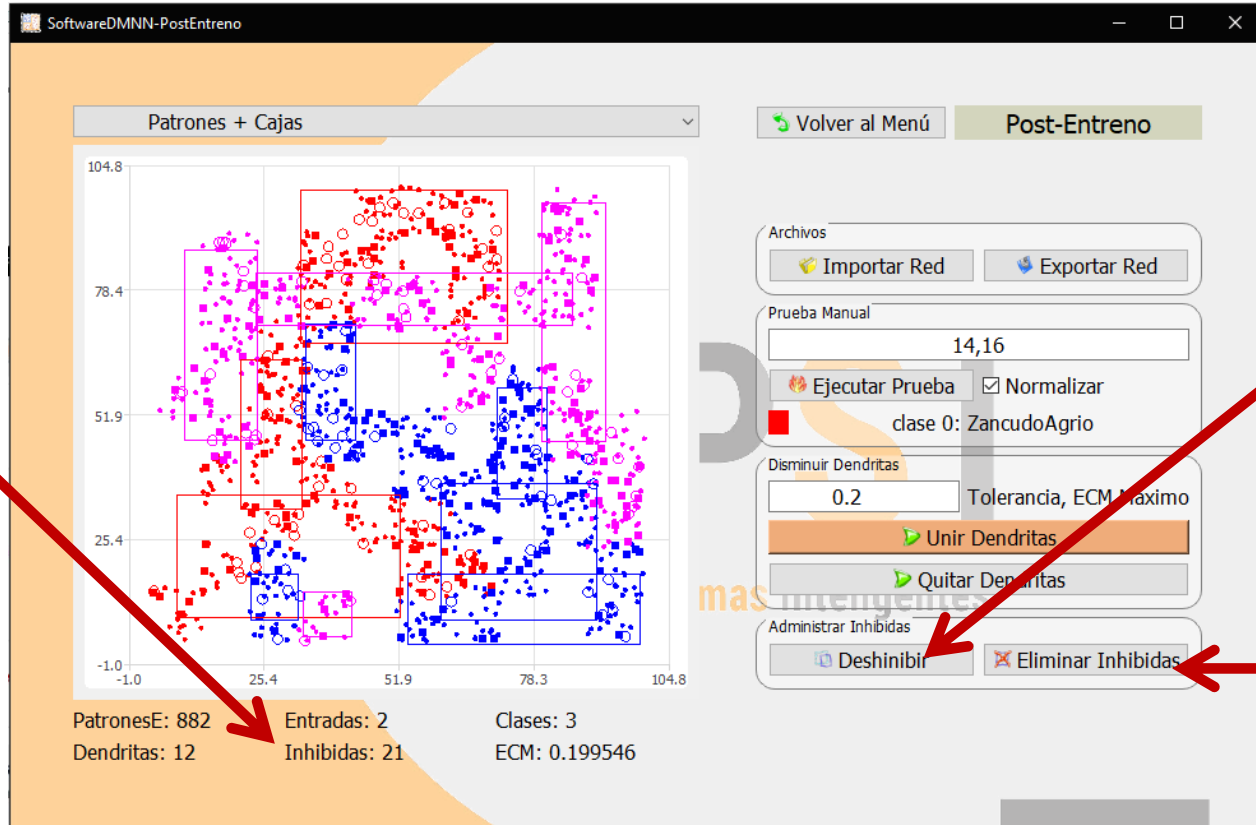 SoftwareDMNN-PostEntreno
Patrones + Cajas
Volver al Menú
Post-Entreno
104.8
78.4
51.9
25.4
-1.0
-1.0
25.4
51.9
78.3
104.8
Archivos
Importar Red
Exportar Red
Prueba Manual
14,16
Ejecutar Prueba
Normalizar
clase 0: ZancudoAgrio
Disminuir Dendritas
0.2
Tolerancia, ECM Maximo
Unir Dendritas
Quitar Dendritas
mas Inteligentes
Administrar Inhibidas
Deshinibir
Eliminar Inhibidas
PatronesE: 882
Entradas: 2
Clases: 3
Dendritas: 12
Inhibidas: 21
ECM: 0.199546